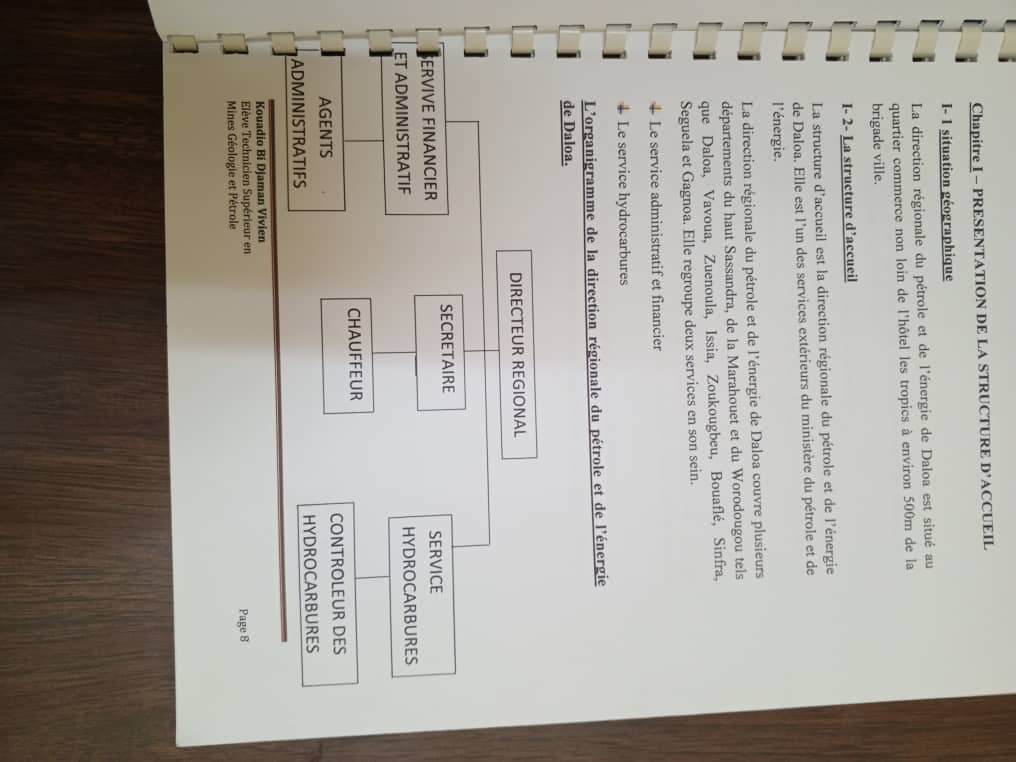 Chapitre I – PRESENTATION DE LA STRUCTURE D'ACCUEIL
I- 1 situation géographique
La direction régionale du pétrole et de l'énergie de Daloa est situé au
quartier commerce non loin de l'hôtel les tropics à environ 500m de la
brigade ville.
I- 2- La structure d'accueil
La structure d'accueil est la direction régionale du pétrole et de l'énergie
de Daloa. Elle est l'un des services extérieurs du ministère du pétrole et de
l'énergie.
La direction régionale du pétrole et de l'énergie de Daloa couvre plusieurs
départements du haut Sassandra, de la Marahouet et du Worodougou tels
que Daloa, Vavoua, Zuenoula, Issia, Zoukougbeu, Bouaflé, Sinfra,
Seguela et Gagnoa. Elle regroupe deux services en son sein.
Le service administratif et financier
Le service hydrocarbures
L'organigramme de la direction régionale du pétrole et de l'énergie
de Daloa.
DIRECTEUR REGIONAL
SERVIVE FINANCIER
ET ADMINISTRATIF
SECRETAIRE
SERVICE
HYDROCARBURES
AGENTS
ADMINISTRATIFS
CHAUFFEUR
CONTROLEUR DES
HYDROCARBURES
Kouadio Bi Djaman Vivien
Elève Technicien Supérieur en
Mines Géologie et Pétrole
Page 8